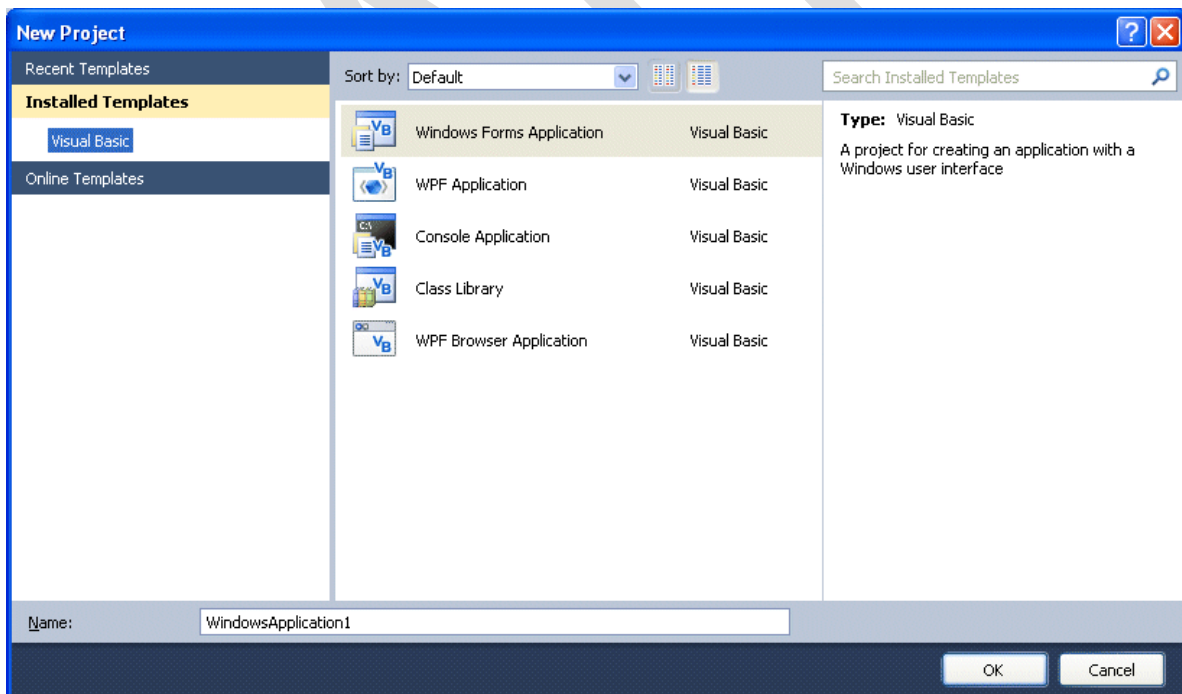 New Project
Recent Templates
Installed Templates
Visual Basic
Online Templates
Sort by: Default
Search Installed Templates
Windows Forms Application Visual Basic
WPF Application Visual Basic
Console Application Visual Basic
Class Library Visual Basic
WPF Browser Application Visual Basic
Type: Visual Basic
A project for creating an application with a
Windows user interface
Name: WindowsApplication1
OK Cancel